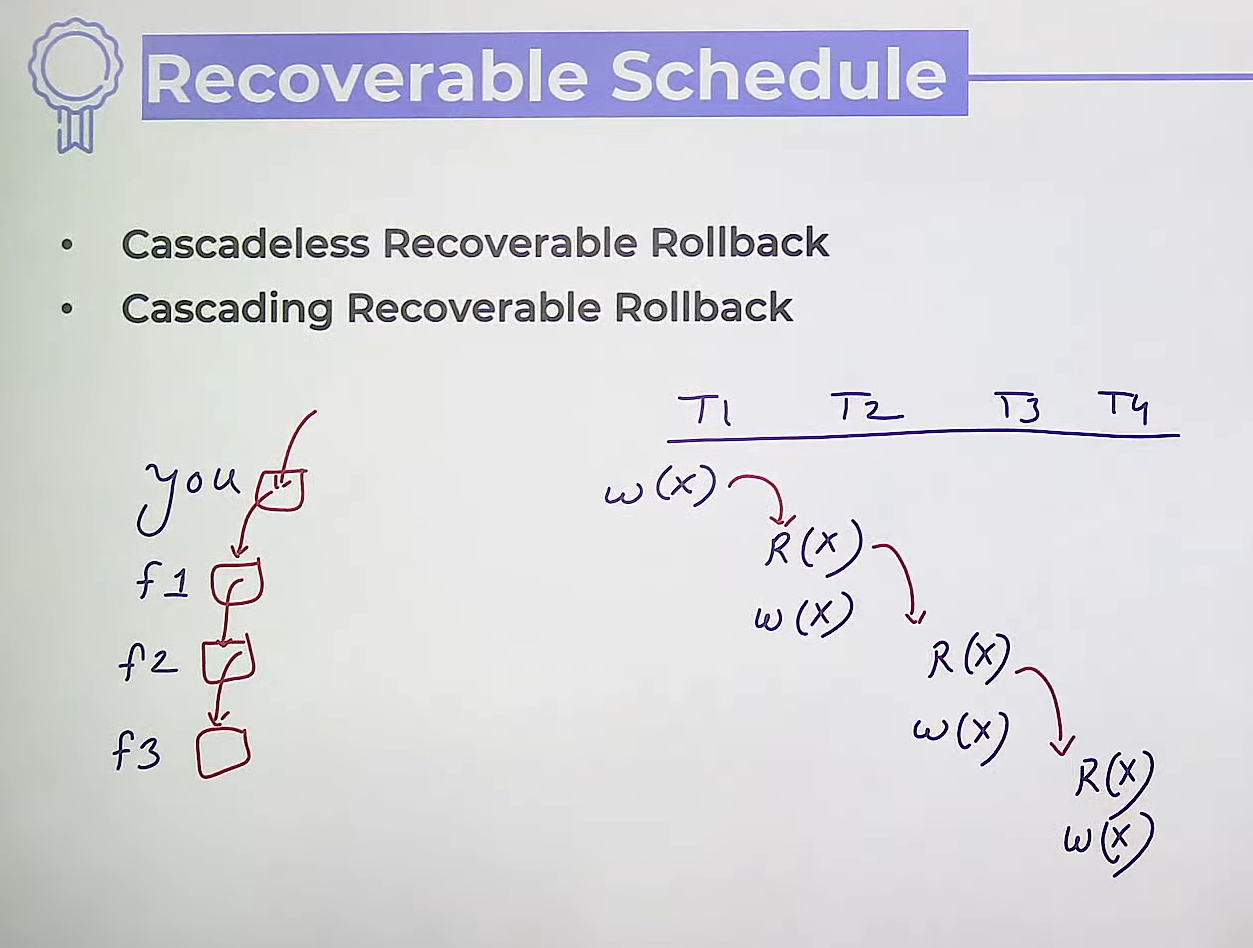 Recoverable Schedule
• Cascadeless Recoverable Rollback
• Cascading Recoverable Rollback
T1 T2 T3 T4
you
w(x)
R(x)
f1
w(x)
f2
R(x)
w(x)
f3
R(x)
w(x)